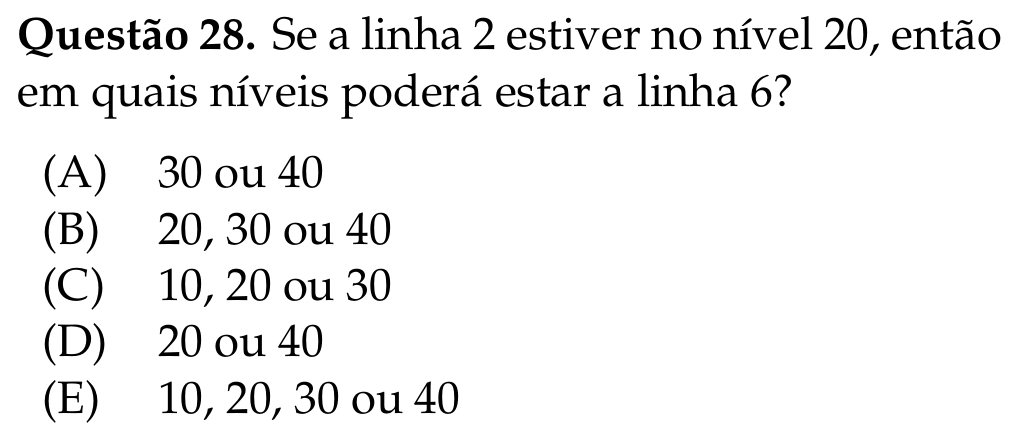 Questão 28. Se a linha 2 estiver no nível 20, então
em quais níveis poderá estar a linha 6?
(A) 30 ou 40
(B) 20, 30 ou 40
(C) 10, 20 ou 30
(D) 20 ou 40
(E) 10, 20, 30 ou 40